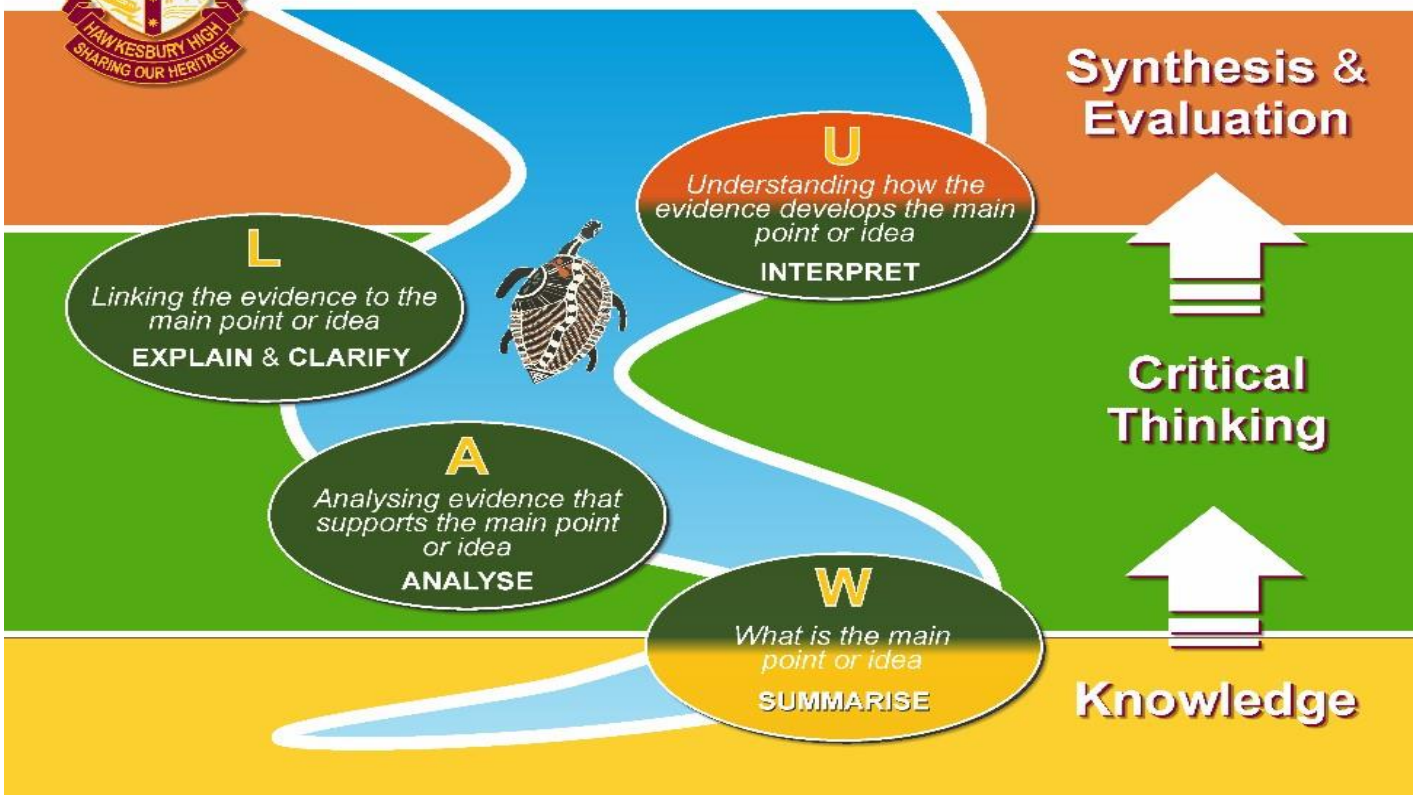 HAWKESBURY HIGH
SHARING OUR HERITAGE
Synthesis &
Evaluation
U
Understanding how the
evidence develops the main
point or idea
INTERPRET
L
Linking the evidence to the
main point or idea
EXPLAIN & CLARIFY
Critical
Thinking
A
Analysing evidence that
supports the main point
or idea
ANALYSE
W
What is the main
point or idea
SUMMARISE
Knowledge